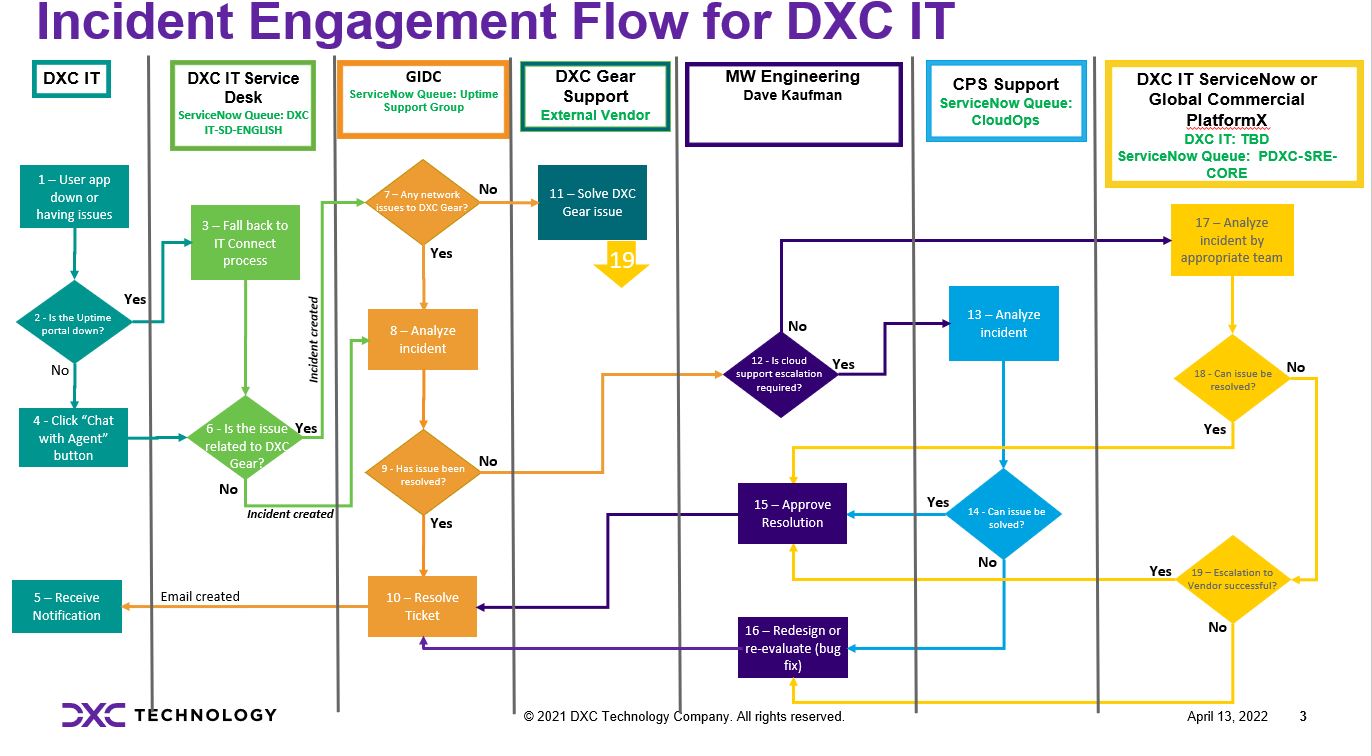 Incident Engagement Flow for DXC IT
DXC IT
DXC IT Service
Desk
ServiceNow Queue: DXC
IT-SD-ENGLISH
GIDC
ServiceNow Queue: Uptime
Support Group
DXC Gear
Support
External Vendor
MW Engineering
Dave Kaufman
CPS Support
ServiceNow Queue:
CloudOps
DXC IT ServiceNow or
Global Commercial
PlatformX
DXC IT: TBD
ServiceNow Queue: PDXC-SRE-
CORE
1 – User app
down or
having issues
2 - Is the Uptime
portal down?
Yes
No
3 – Fall back to
IT Connect
process
4 - Click “Chat
with Agent”
button
6 - Is the issue
related to DXC
Gear?
Yes
No
Incident created
Incident created
7 – Any network
issues to DXC Gear?
No
Yes
11 – Solve DXC
Gear issue
19
8 – Analyze
incident
9 - Has issue been
resolved?
No
Yes
12 - Is cloud
support escalation
required?
No
Yes
13 – Analyze
incident
17 – Analyze
incident by
appropriate team
18 - Can issue be
resolved?
No
Yes
15 – Approve
Resolution
14 - Can issue be
solved?
Yes
No
19 – Escalation to
Vendor successful?
Yes
No
5 – Receive
Notification
Email created
10 – Resolve
Ticket
16 – Redesign or
re-evaluate (bug
fix)
DXC TECHNOLOGY
© 2021 DXC Technology Company. All rights reserved.
April 13, 2022
3